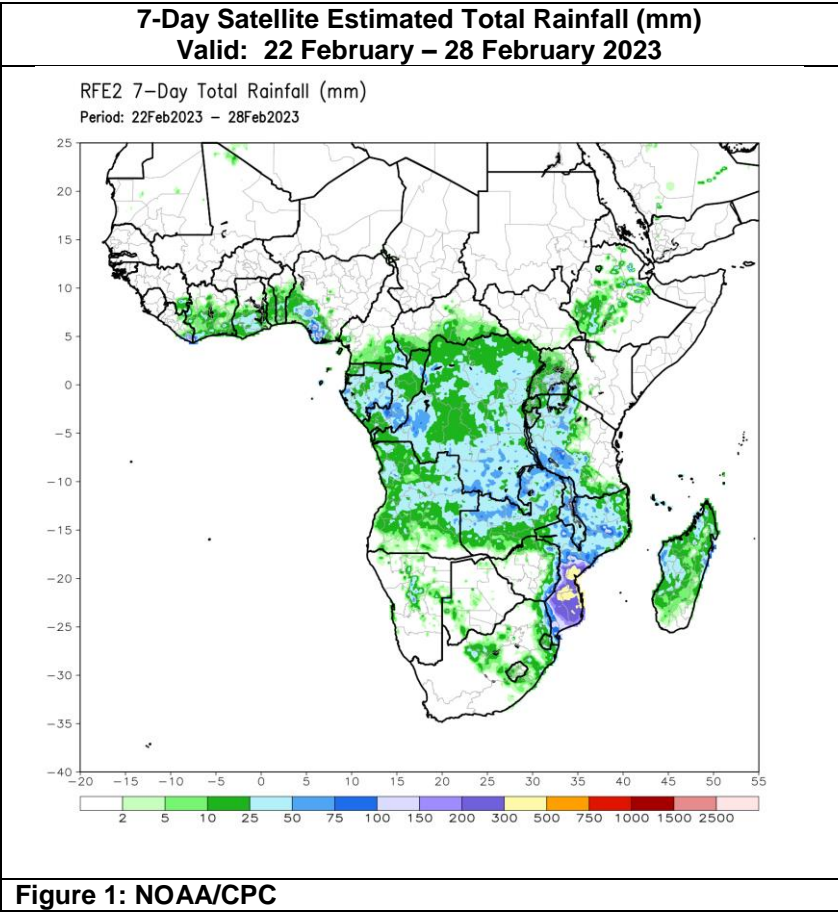 7-Day Satellite Estimated Total Rainfall (mm)
Valid: 22 February – 28 February 2023
RFE2 7-Day Total Rainfall (mm)
Period: 22Feb2023 – 28Feb2023
25
20
15
10
5
0
−5
−10
−15
−20
−25
−30
−35
−40
−20 −15 −10 −5 0 5 10 15 20 25 30 35 40 45 50 55
2 5 10 25 50 75 100 150 200 300 500 750 1000 1500 2500
Figure 1: NOAA/CPC